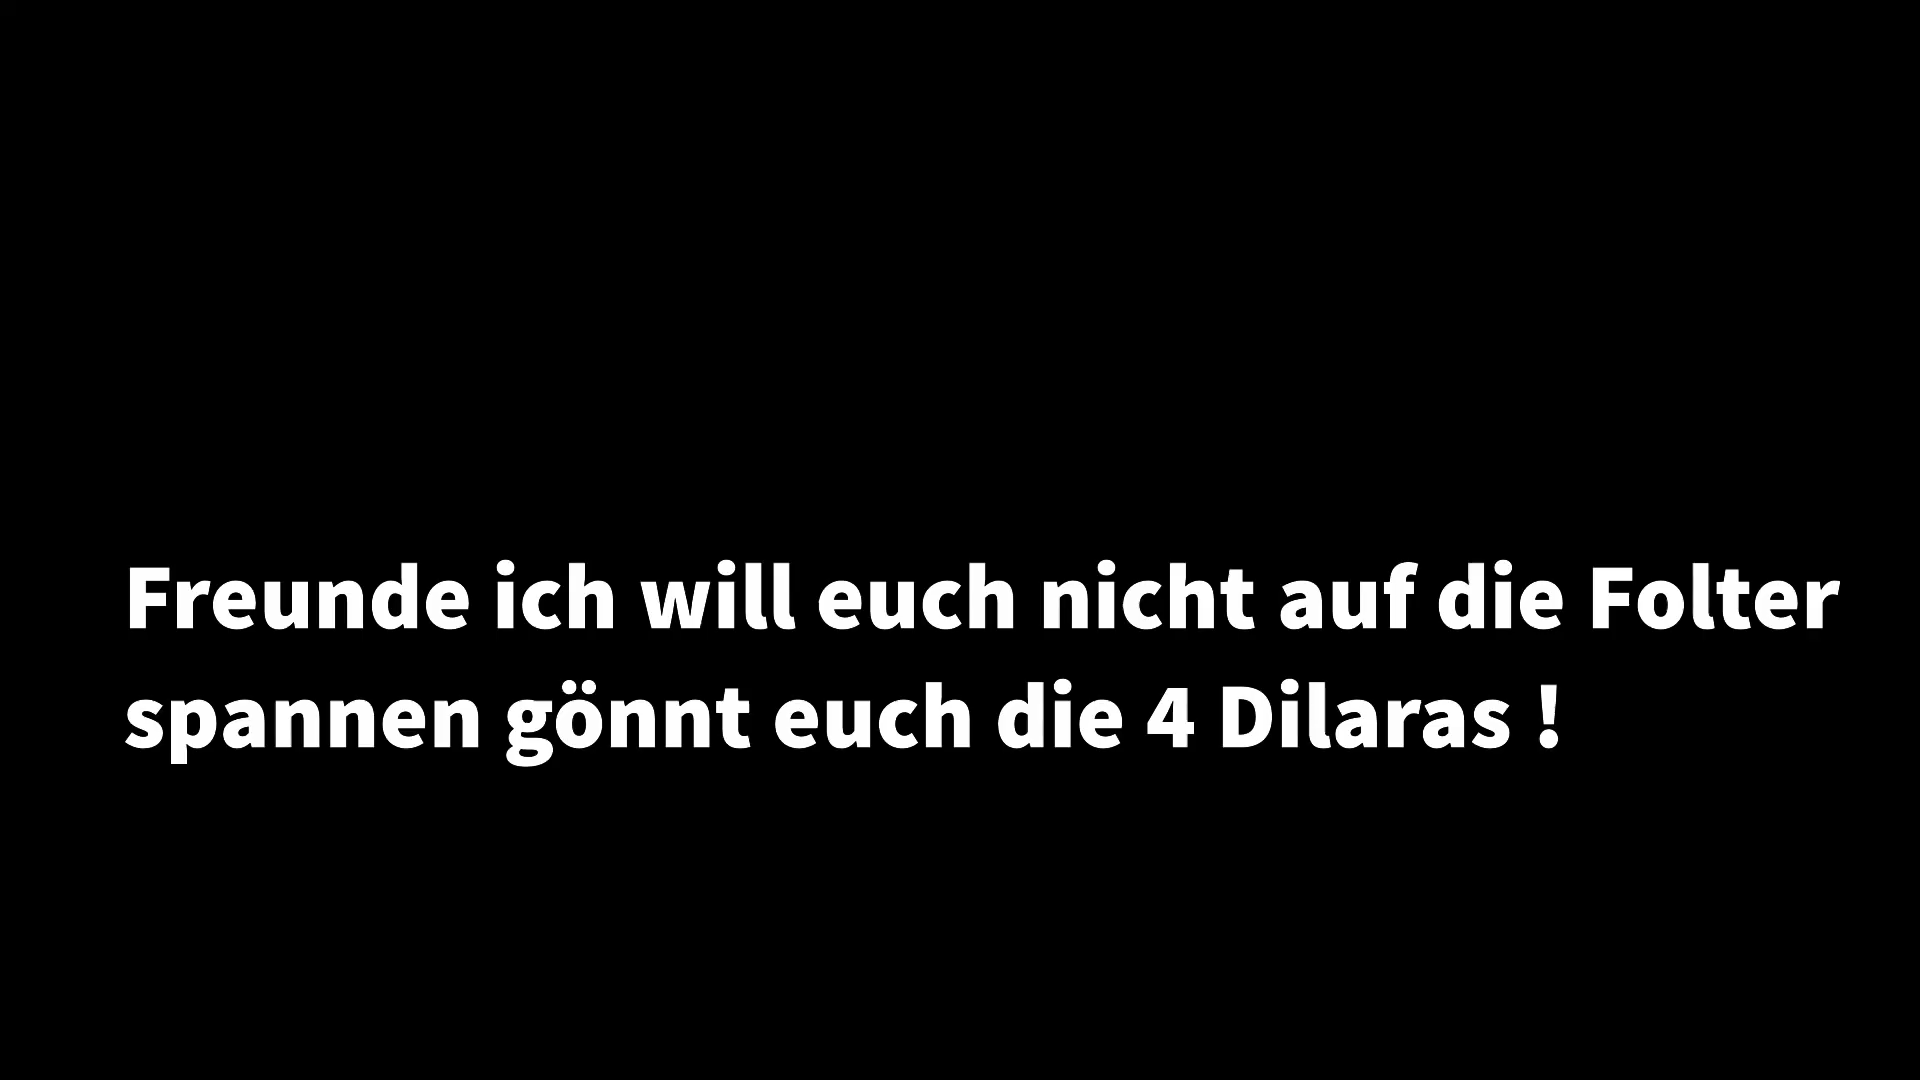 Freunde ich will euch nicht auf die Folter
spannen gönnt euch die 4 Dilaras !